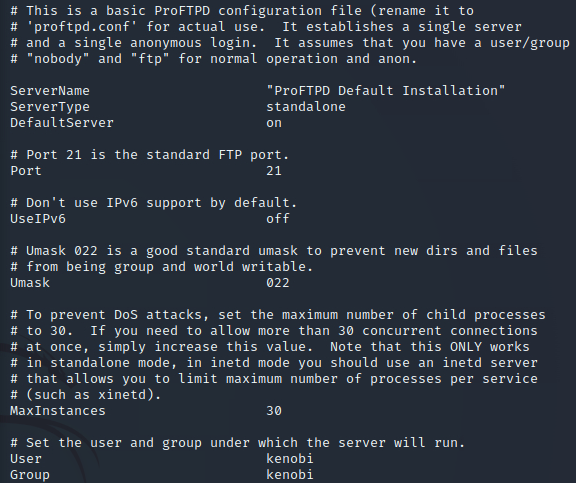 # This is a basic ProFTPD configuration file (rename it to
# 'proftpd.conf' for actual use.  It establishes a single server
# and a single anonymous login.  It assumes that you have a user/group
# "nobody" and "ftp" for normal operation and anon.

ServerName                      "ProFTPD Default Installation"
ServerType                      standalone
DefaultServer                   on

# Port 21 is the standard FTP port.
Port                            21

# Don't use IPv6 support by default.
UseIPv6                         off

# Umask 022 is a good standard umask to prevent new dirs and files
# from being group and world writable.
Umask                           022

# To prevent DoS attacks, set the maximum number of child processes
# to 30.  If you need to allow more than 30 concurrent connections
# at once, simply increase this value.  Note that this ONLY works
# in standalone mode, in inetd mode you should use an inetd server
# that allows you to limit maximum number of processes per service
# (such as xinetd).
MaxInstances                    30

# Set the user and group under which the server will run.
User                            kenobi
Group                           kenobi